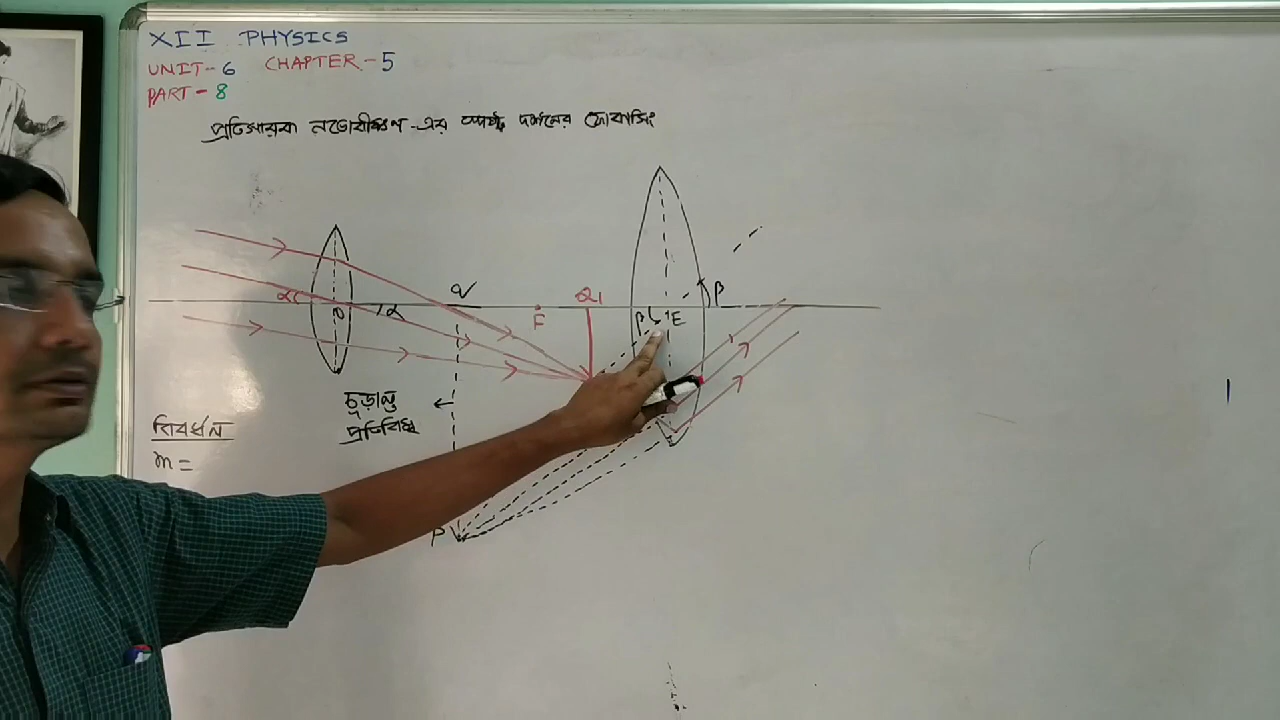 XII PHYSICS
UNIT-6 CHAPTER-5
PART-8
প্রতিসারক নভোবীক্ষণ-এর স্পষ্ট দর্শনের ফোকাসিং
α
O
α
q
F
Q1
β
E
β
চূড়ান্ত
প্রতিবিম্ব
বিবর্ধন
m =
P